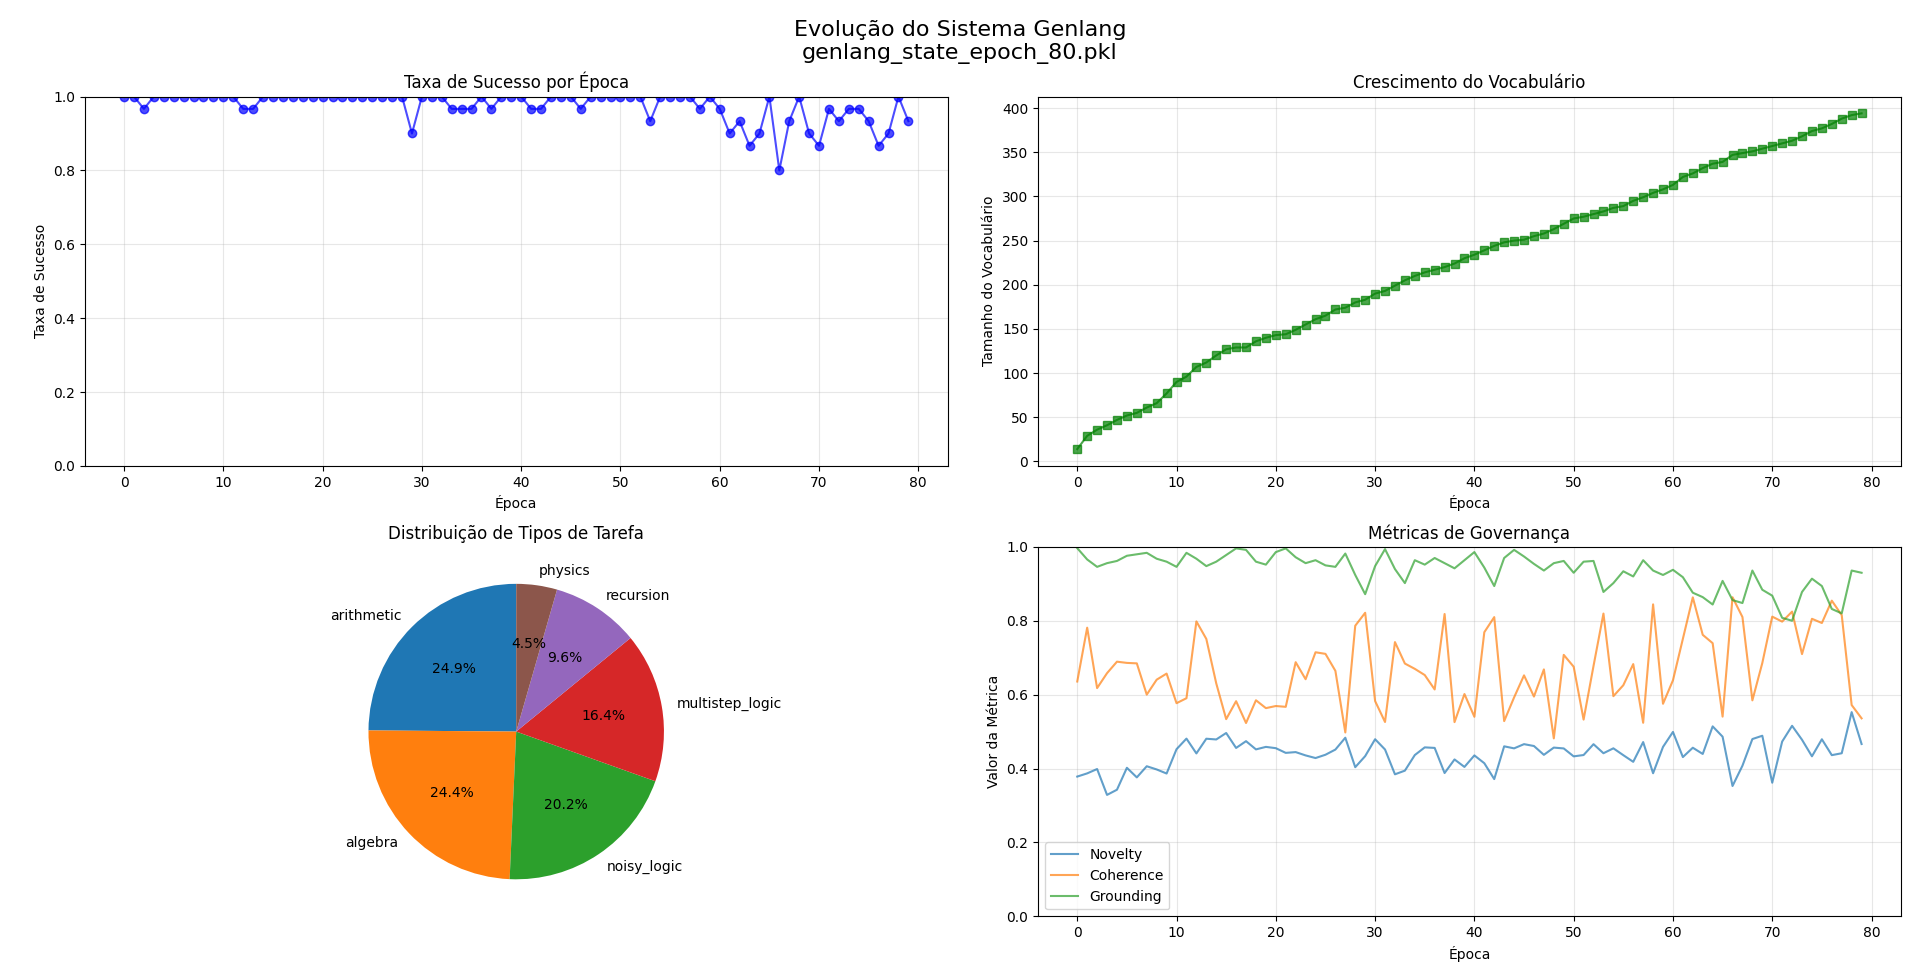 Evolução do Sistema Genlang
genlang_state_epoch_80.pkl
Taxa de Sucesso por Época
1.0
0.8
0.6
0.4
0.2
0.0
Taxa de Sucesso
0 10 20 30 40 50 60 70 80
Época
Crescimento do Vocabulário
400
350
300
250
200
150
100
50
0
Tamanho do Vocabulário
0 10 20 30 40 50 60 70 80
Época
Distribuição de Tipos de Tarefa
physics
recursion
arithmetic
4.5%
9.6%
24.9%
multistep_logic
16.4%
24.4%
20.2%
algebra
noisy_logic
Métricas de Governança
1.0
0.8
0.6
0.4
0.2
0.0
Valor da Métrica
Novelty
Coherence
Grounding
0 10 20 30 40 50 60 70 80
Época